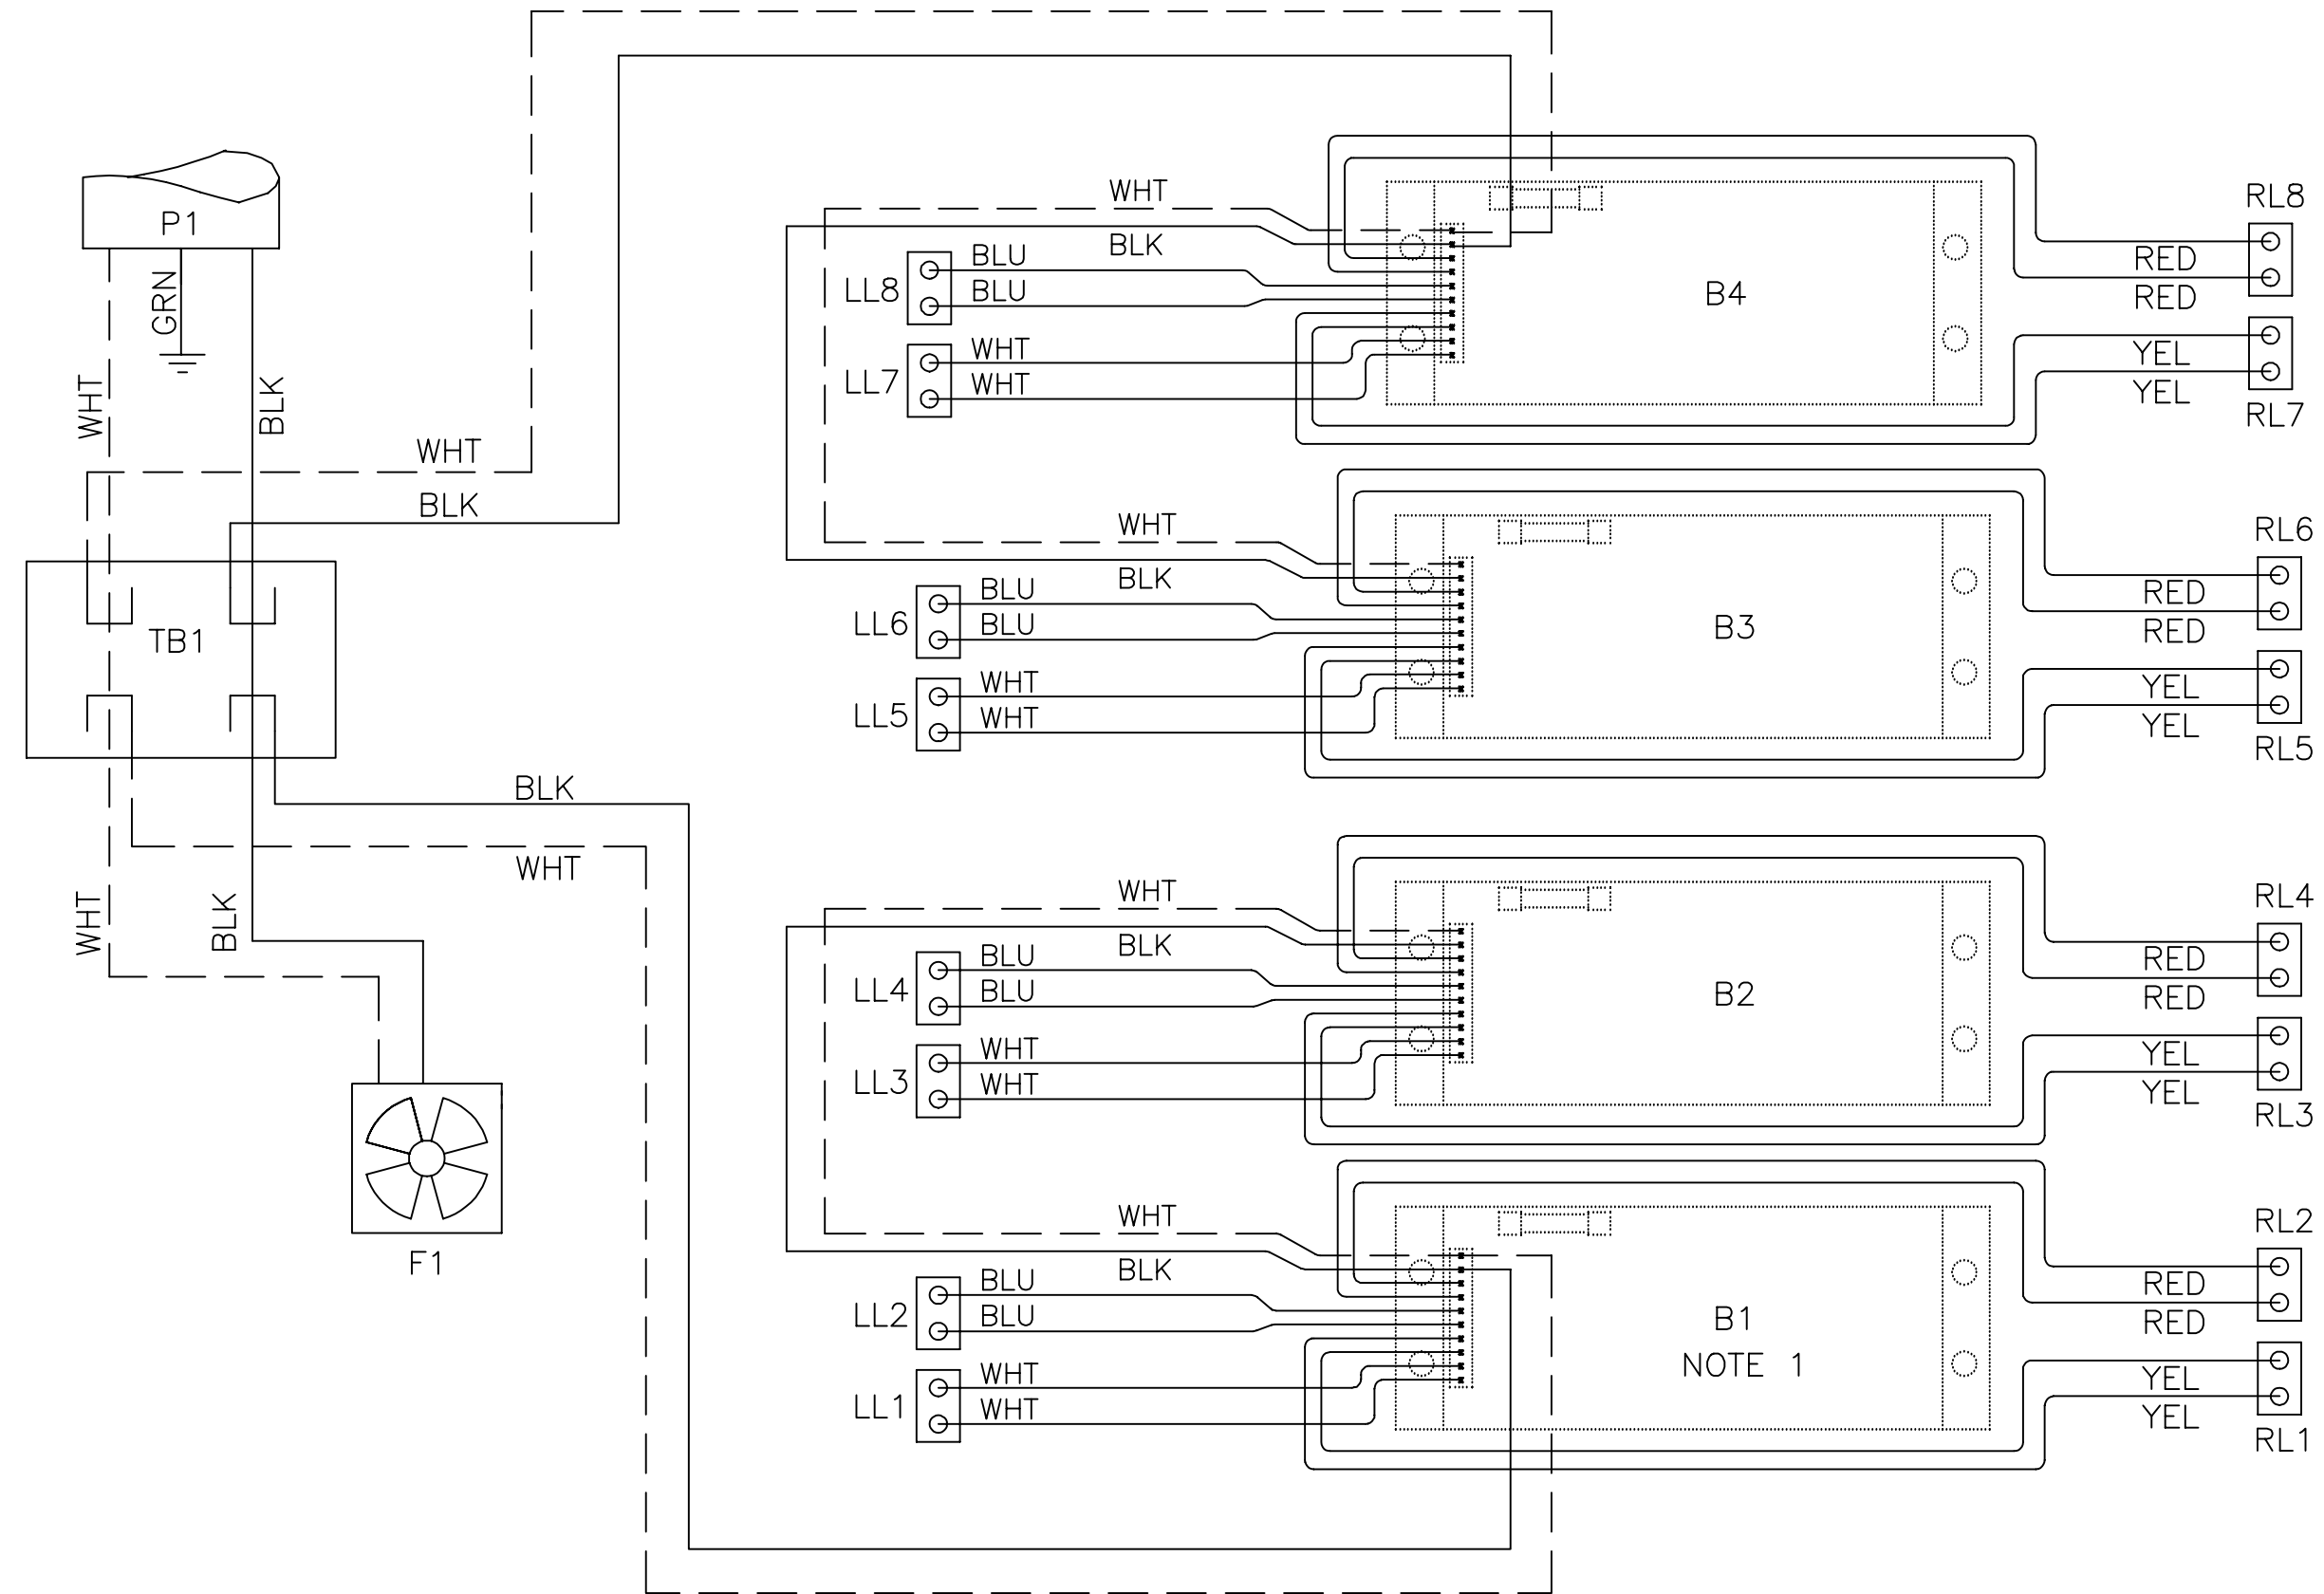 P1
GRN
WHT
BLK
WHT
BLK
TB1
BLK
WHT
WHT
BLK
F1
WHT
BLK
BLU
BLU
LL8
WHT
WHT
LL7
B4
RL8
RED
RED
YEL
YEL
RL7
WHT
BLK
BLU
BLU
LL6
WHT
WHT
LL5
B3
RL6
RED
RED
YEL
YEL
RL5
WHT
BLK
BLU
BLU
LL4
WHT
WHT
LL3
B2
RL4
RED
RED
YEL
YEL
RL3
WHT
BLK
BLU
BLU
LL2
WHT
WHT
LL1
B1
NOTE 1
RL2
RED
RED
YEL
YEL
RL1